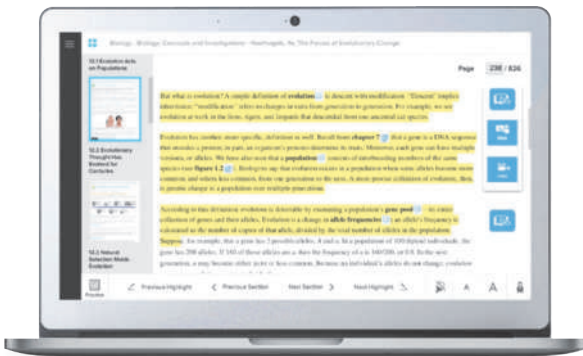 Biology - Biology: Concepts and Investigations - Hoefnagels, 4e, The Forces of Evolutionary Change
12.1 Evolution Acts
on Populations
Page 238 / 826
But what is evolution? A simple definition of evolution is descent with modification. "Descent" implies
inheritance; "modification" refers to changes in traits from generation to generation. For example, we see
evolution at work in the lions, tigers, and leopards that descended from one ancestral cat species.
12.2 Evolutionary
Thought Has
Evolved for
Centuries
Evolution has another, more specific, definition as well. Recall from chapter 7 that a gene is a DNA sequence
that encodes a protein; in part, an organism's proteins determine its traits. Moreover, each gene can have multiple
versions, or alleles. We have also seen that a population consists of interbreeding members of the same
species (see figure 1.2). Biologists say that evolution occurs in a population when some alleles become more
common, and others less common, from one generation to the next. A more precise definition of evolution, then,
is genetic change in a population over multiple generations.
According to this definition, evolution is detectable by examining a population's gene pool its entire
collection of genes and their alleles. Evolution is a change in allele frequencies; an allele's frequency is
calculated as the number of copies of that allele, divided by the total number of alleles in the population.
Suppose, for example, that a gene has 2 possible alleles, A and a. In a population of 100 diploid individuals, the
gene has 200 alleles. If 160 of those alleles are a, then the frequency of a is 160/200, or 0.8. In the next
generation, a may become either more or less common. Because an individual's alleles do not change, evolution
12.3 Natural
Selection Molds
Evolution
Practice
Previous Highlight
Previous Section
Next Section
Next Highlight
A
A